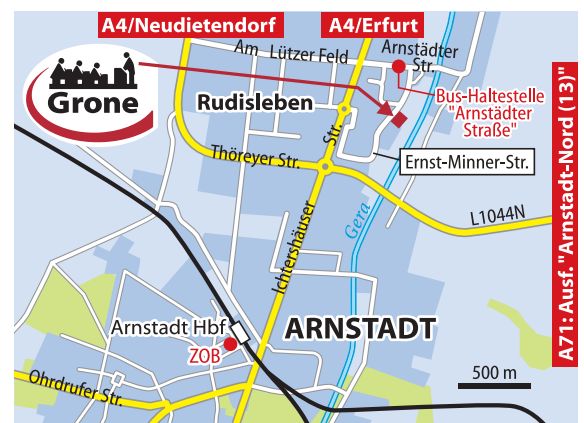 A4/Neudietendorf
A4/Erfurt
Am Lützer Feld
Arnstädter
Str.
Grone
Rudisleben
Bus-Haltestelle
"Arnstädter
Straße"
Ernst-Minner-Str.
Thöreyer Str.
Ichtershäuser Str.
Gera
L1044N
A71: Ausf. "Arnstadt-Nord (13)"
Arnstadt Hbf
ZOB
ARNSTADT
Ohrdrufer Str.
500 m